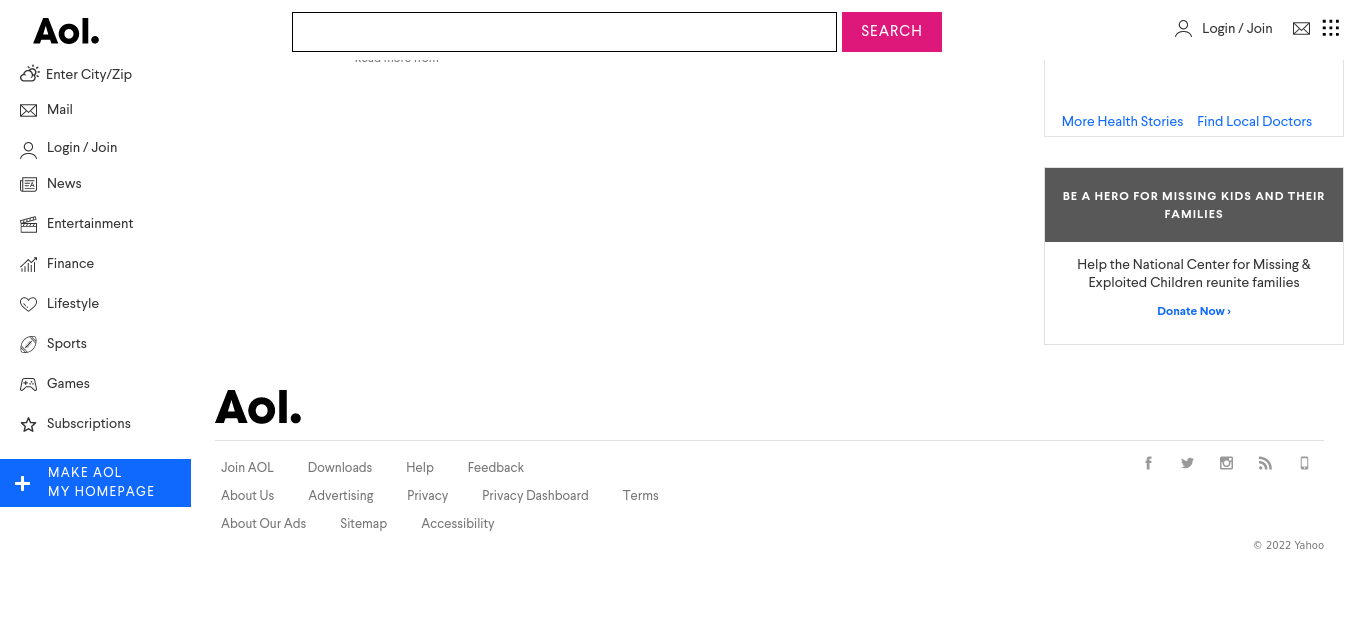 Aol.
SEARCH
Login / Join
Enter City/Zip
Mail
Login / Join
News
Entertainment
Finance
Lifestyle
Sports
Games
Subscriptions
MAKE AOL
MY HOMEPAGE
Read more from
More Health Stories Find Local Doctors
BE A HERO FOR MISSING KIDS AND THEIR
FAMILIES
Help the National Center for Missing &
Exploited Children reunite families
Donate Now ›
Aol.
Join AOL Downloads Help Feedback
About Us Advertising Privacy Privacy Dashboard Terms
About Our Ads Sitemap Accessibility
© 2022 Yahoo